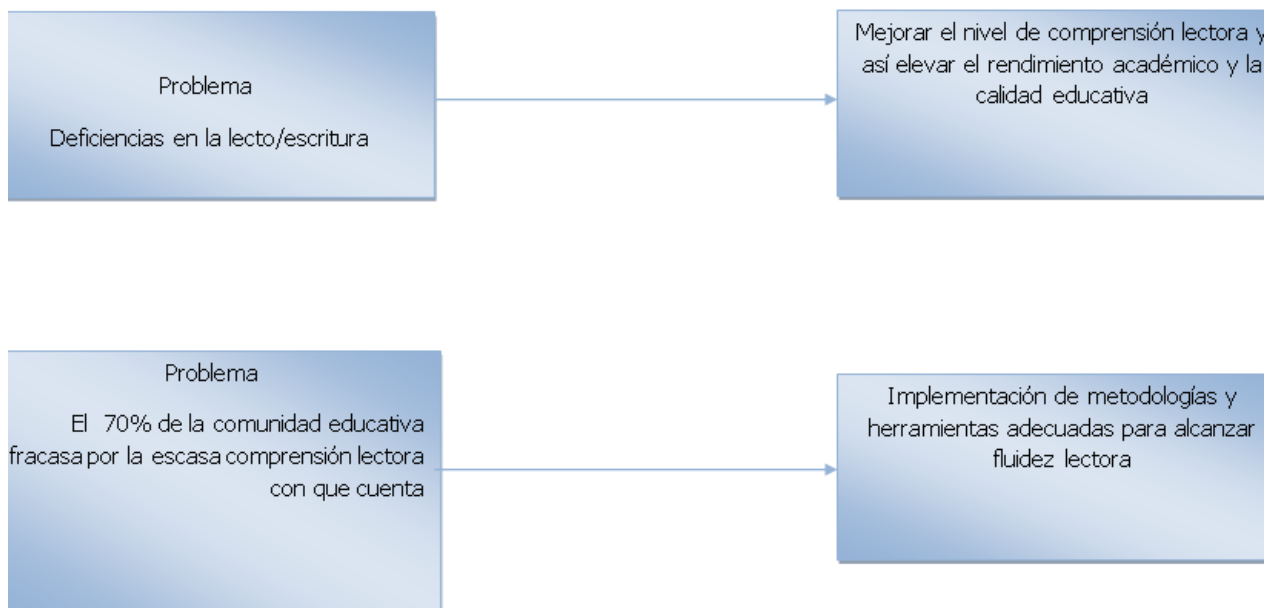 Problema
Deficiencias en la lecto/escritura
Mejorar el nivel de comprensión lectora y
así elevar el rendimiento académico y la
calidad educativa
Problema
El 70% de la comunidad educativa
fracasa por la escasa comprensión lectora
con que cuenta
Implementación de metodologías y
herramientas adecuadas para alcanzar
fluidez lectora